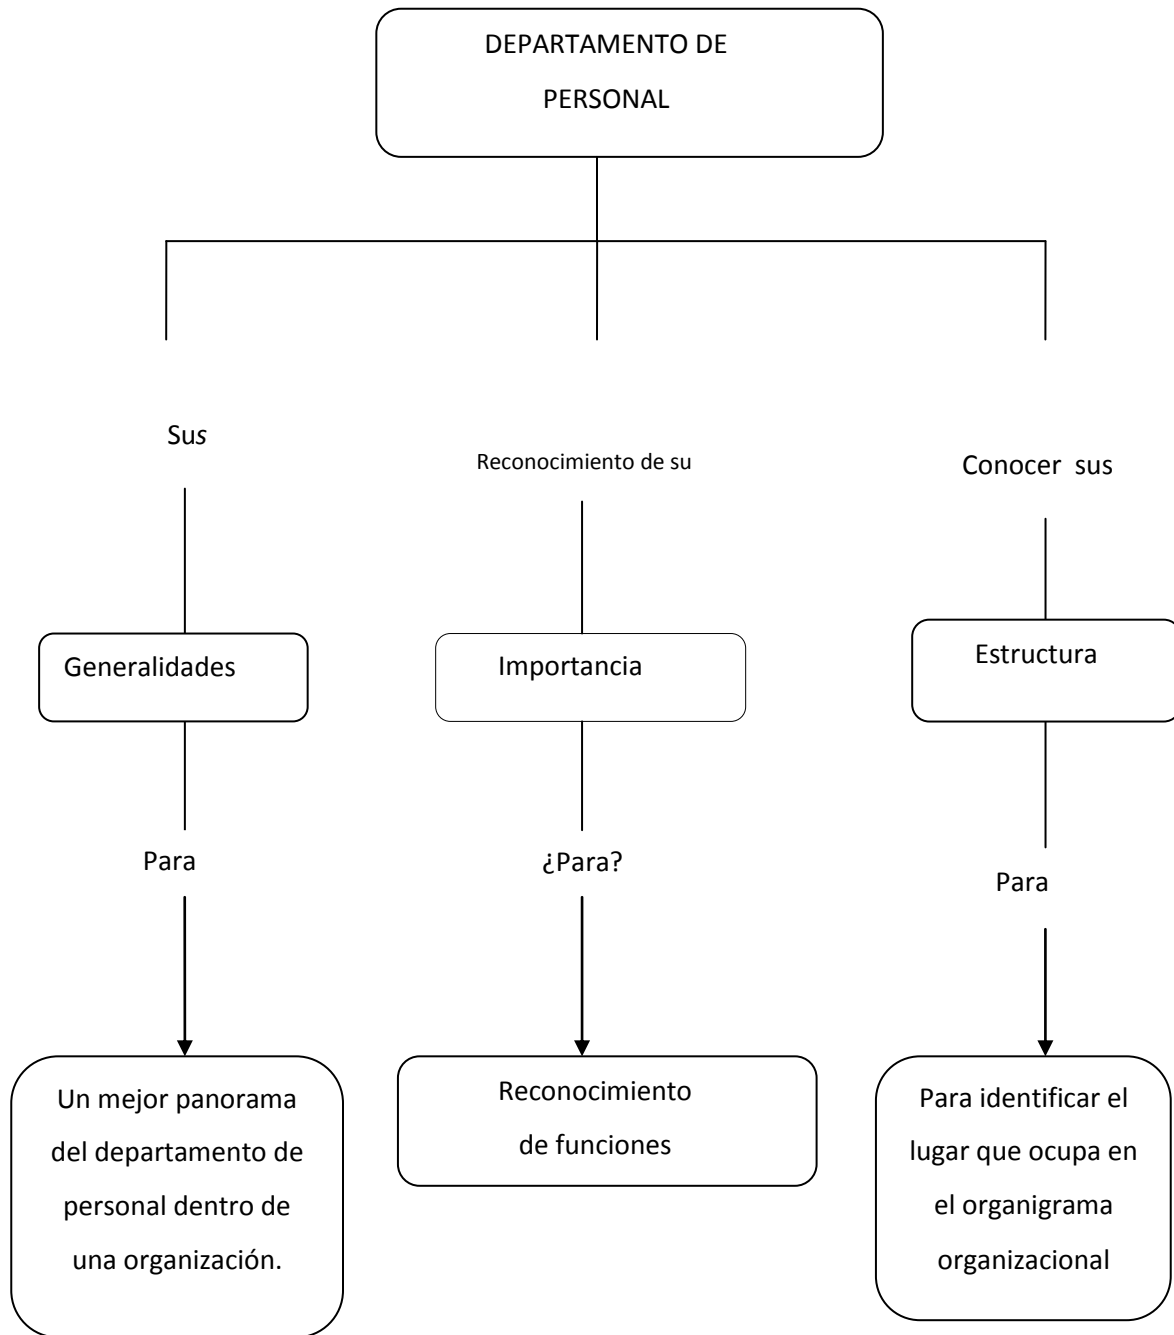 DEPARTAMENTO DE
PERSONAL
Sus
Reconocimiento de su
Conocer  sus
Generalidades
Importancia
Estructura
Para
¿Para?
Para
Un mejor panorama
del departamento de
personal dentro de
una organización.
Reconocimiento
de funciones
Para identificar el
lugar que ocupa en
el organigrama
organizacional